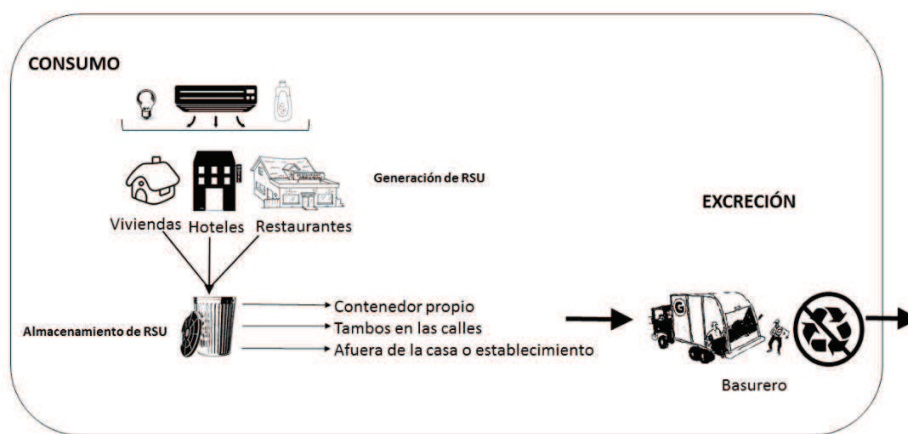 CONSUMO
Generación de RSU
EXCRECIÓN
Viviendas Hoteles Restaurantes
Almacenamiento de RSU
Contenedor propio
Tambos en las calles
Afuera de la casa o establecimiento
G
Basurero